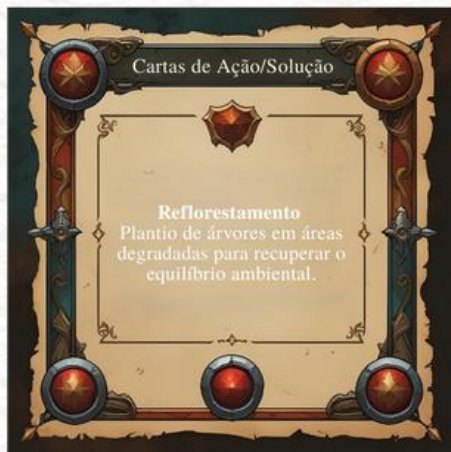 Cartas de Ação/Solução
Reflorestamento
Plantio de árvores em áreas
degradadas para recuperar o
equilíbrio ambiental.